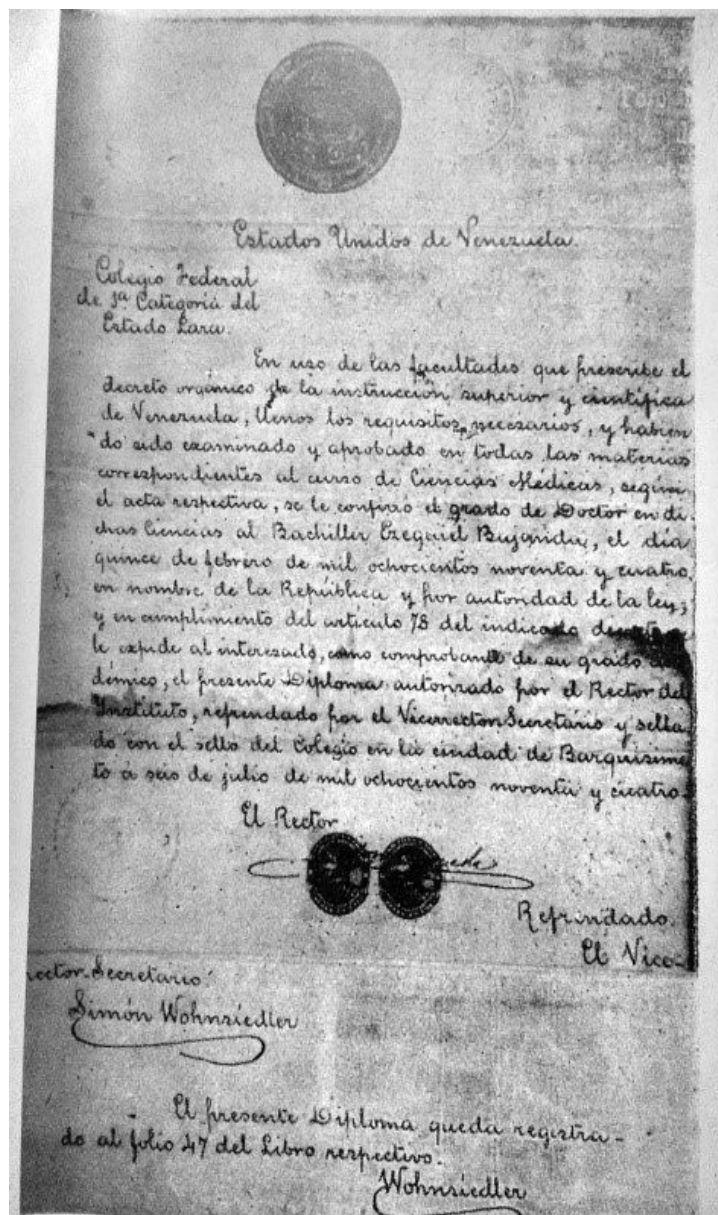 Estados Unidos de Venezuela.
Colegio Federal
de 1ª Categoría del
Estado Lara.
En uso de las facultades que prescribe el
decreto orgánico de la instrucción superior y científica
de Venezuela, llenos los requisitos necesarios, y habien
do sido examinado y aprobado en todas las materias
correspondientes al curso de Ciencias Médicas, según
el acta respectiva, se le confirió el grado de Doctor en di-
chas Ciencias al Bachiller Ezequiel Bujanda, el día
quince de febrero de mil ochocientos noventa y cuatro,
en nombre de la República y por autoridad de la ley;
y en cumplimiento del artículo 78 del indicado
le expide al interesado, como comprobante de su grado
démico, el presente Diploma autorizado por el Rector del
Instituto, refrendado por el Vicerrector Secretario y sella
do con el sello del Colegio en la ciudad de Barquisime
to á seis de julio de mil ochocientos noventa y cuatro.
El Rector
Refrendado.
El Vice-
rector-Secretario.
Simón Wohnsiedler
El presente Diploma queda registra-
do al folio 47 del Libro respectivo.
Wohnsiedler